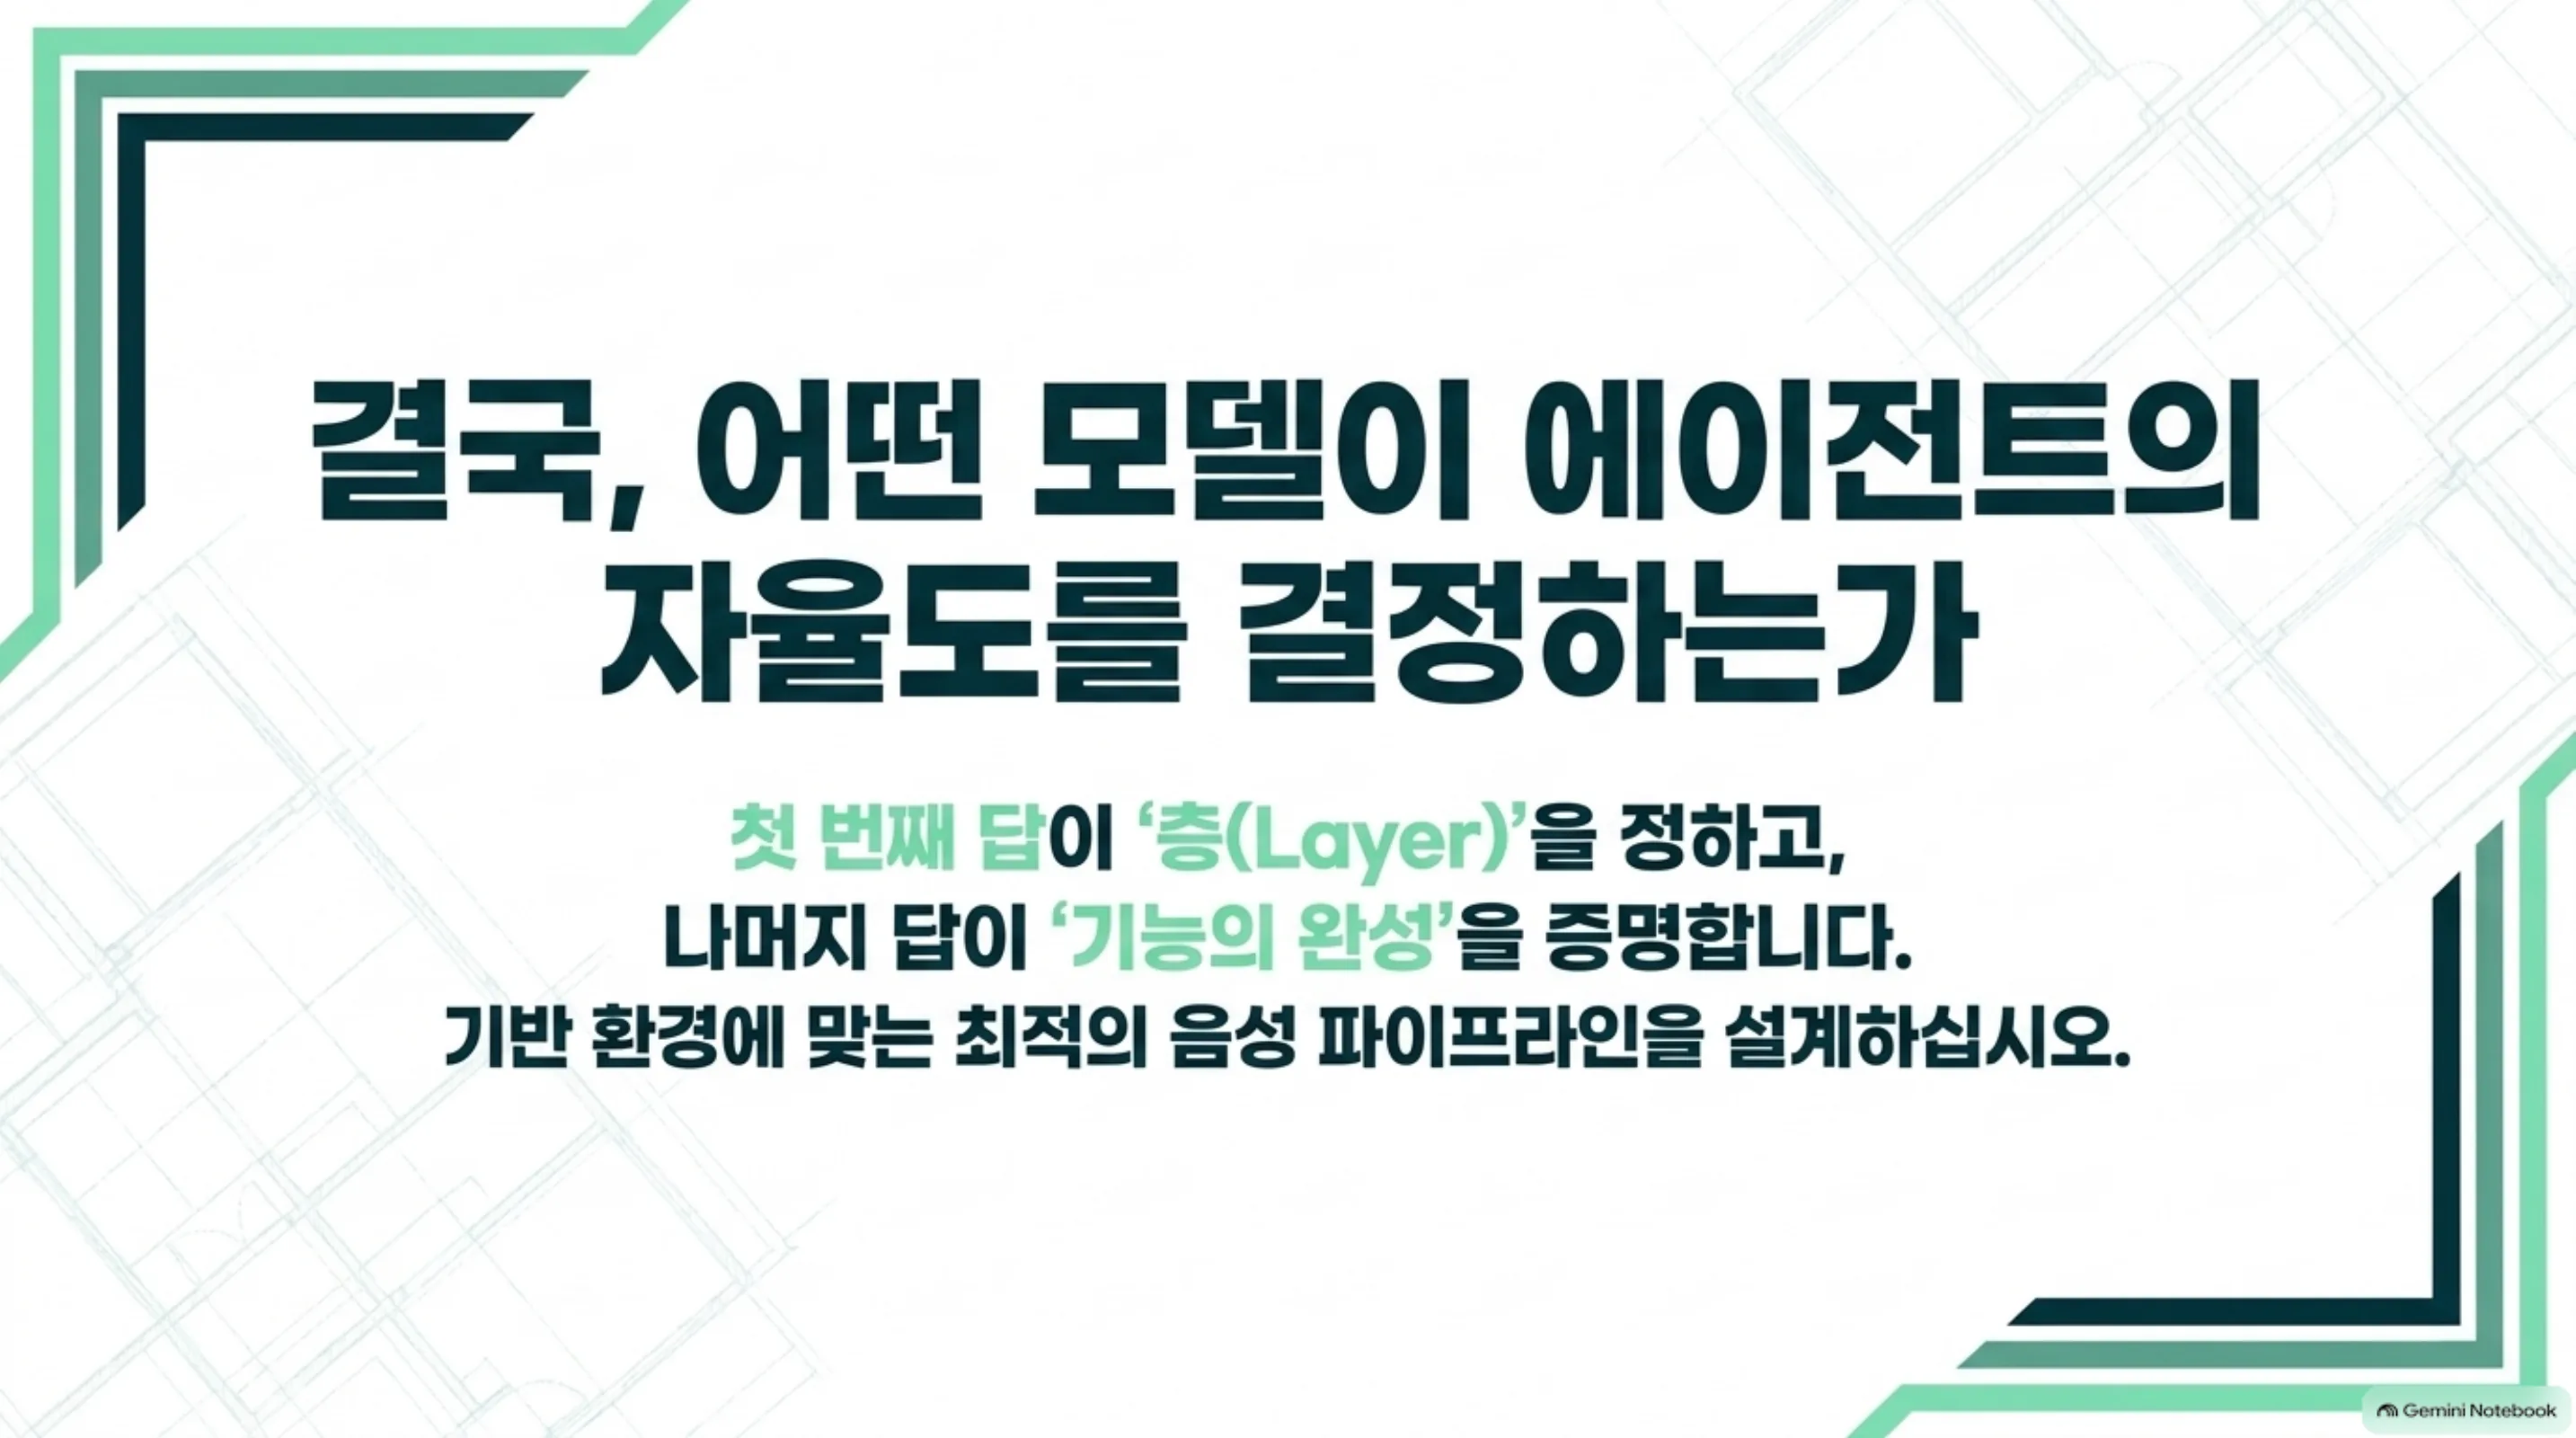 결국, 어떤 모델이 에이전트의
자율도를 결정하는가
첫 번째 답이 ‘층(Layer)’을 정하고,
나머지 답이 ‘기능의 완성’을 증명합니다.
기반 환경에 맞는 최적의 음성 파이프라인을 설계하십시오.
Gemini Notebook